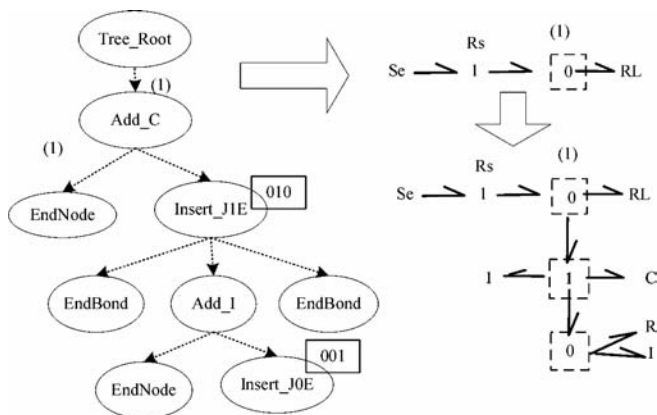 Tree_Root
(1)
Add_C
(1)
EndNode
Insert_J1E
010
EndBond
Add_I
EndBond
001
EndNode
Insert_J0E
(1)
Rs
Se
1
0
RL
(1)
Rs
Se
1
0
RL
I
1
C
R
0
I